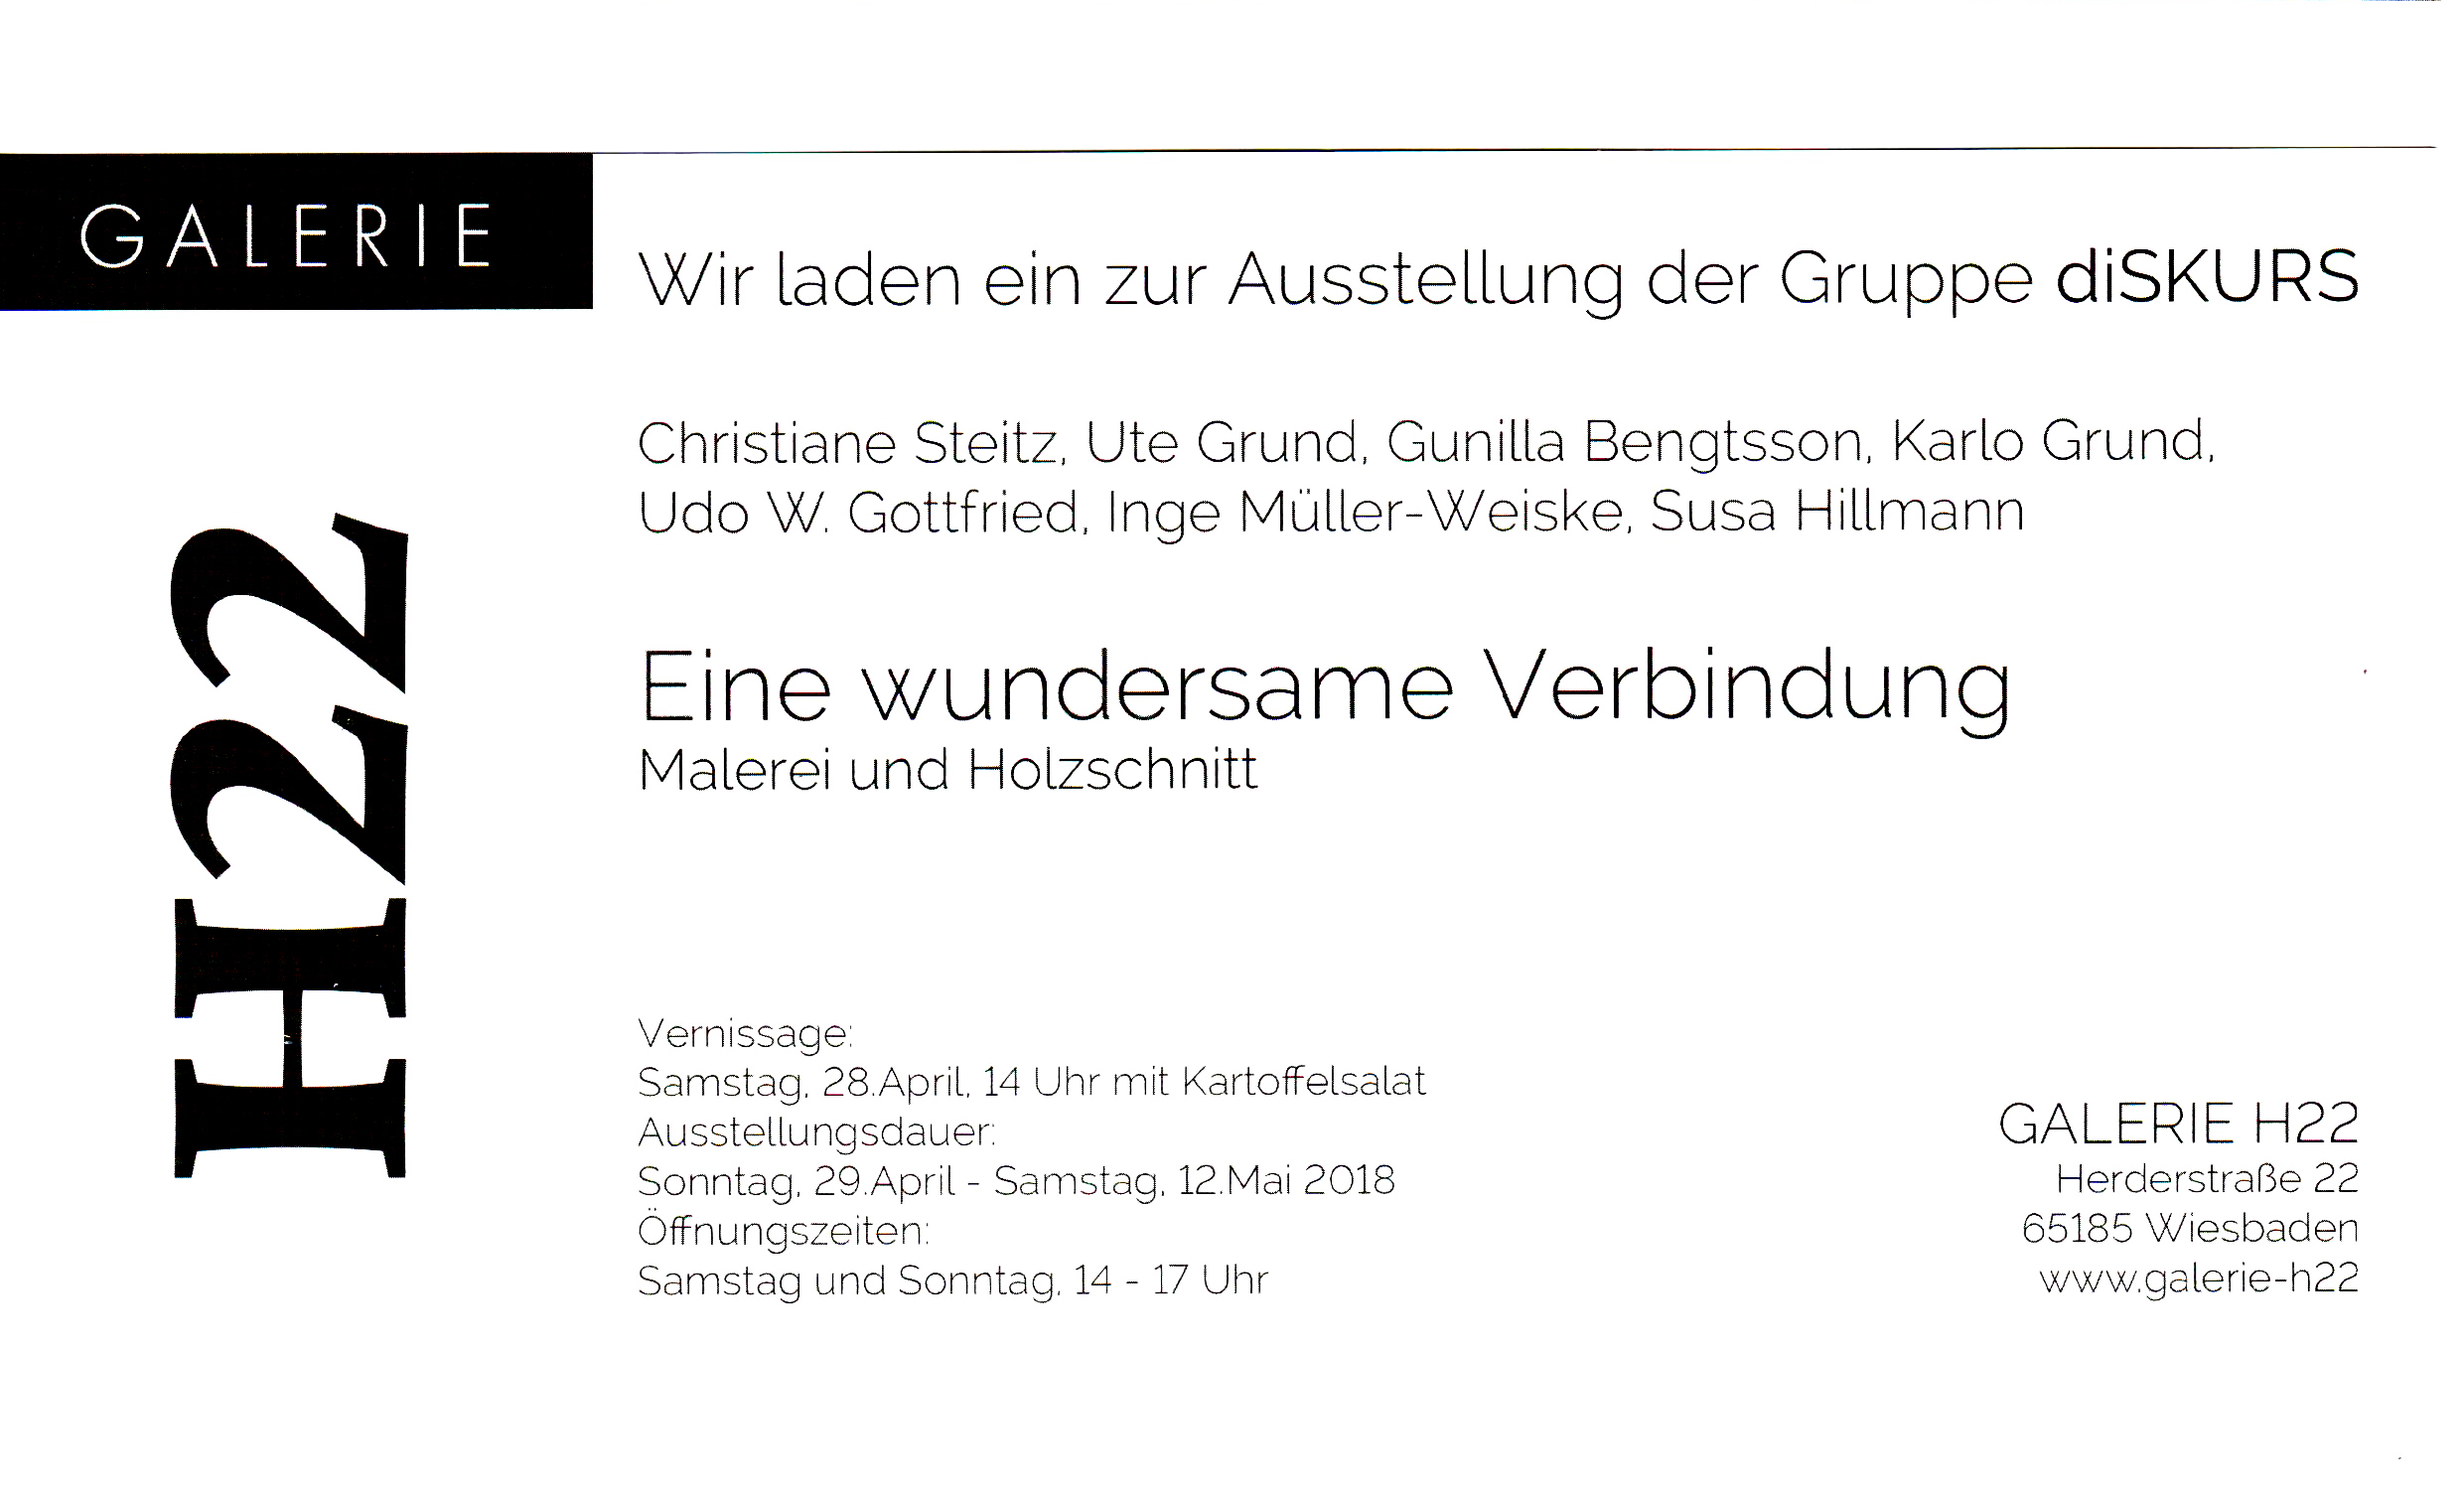 GALERIE
H22
Wir laden ein zur Ausstellung der Gruppe diSKURS
Christiane Steitz, Ute Grund, Gunilla Bengtsson, Karlo Grund,
Udo W. Gottfried, Inge Müller-Weiske, Susa Hillmann
Eine wundersame Verbindung
Malerei und Holzschnitt
Vernissage:
Samstag, 28.April, 14 Uhr mit Kartoffelsalat
Ausstellungsdauer:
Sonntag, 29.April - Samstag, 12.Mai 2018
Öffnungszeiten:
Samstag und Sonntag, 14 - 17 Uhr
GALERIE H22
Herderstraße 22
65185 Wiesbaden
www.galerie-h22